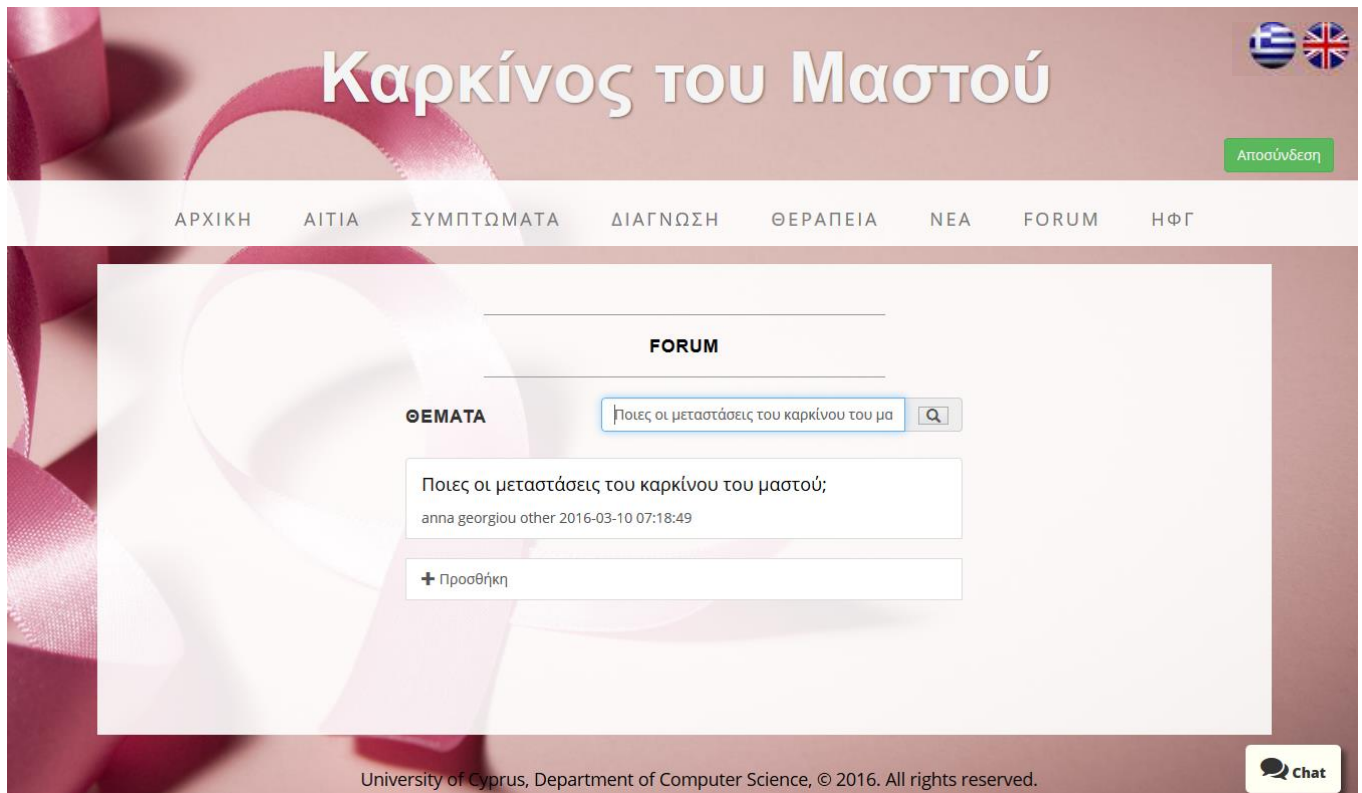 Καρκίνος του Μαστού
Αποσύνδεση
ΑΡΧΙΚΗ ΑΙΤΙΑ ΣΥΜΠΤΩΜΑΤΑ ΔΙΑΓΝΩΣΗ ΘΕΡΑΠΕΙΑ ΝΕΑ FORUM ΗΦΓ
FORUM
ΘΕΜΑΤΑ Ποιες οι μεταστάσεις του καρκίνου του μα
Ποιες οι μεταστάσεις του καρκίνου του μαστού;
anna georgiou other 2016-03-10 07:18:49
Προσθήκη
University of Cyprus, Department of Computer Science, © 2016. All rights reserved.
Chat